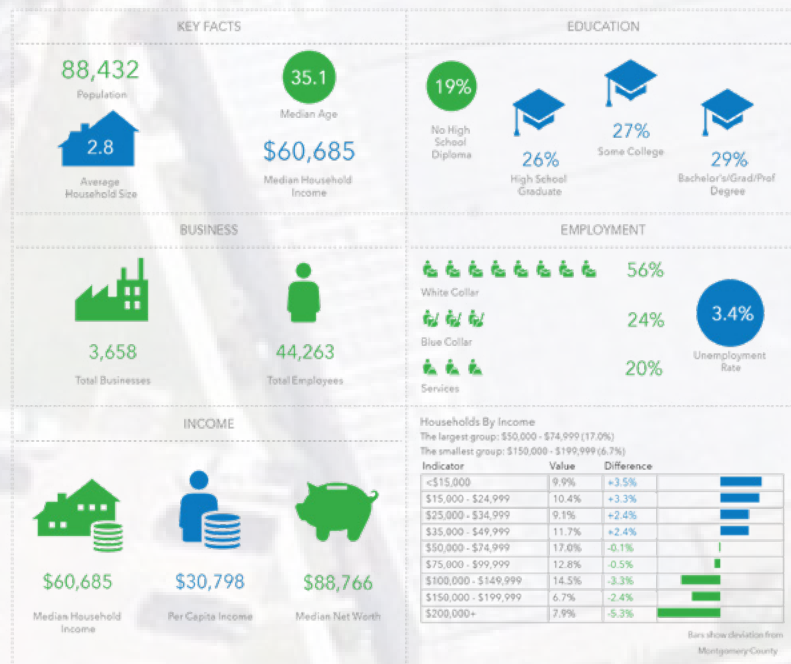 KEY FACTS
88,432
Population
35.1
Median Age
2.8
Average
Household Size
$60,685
Median Household
Income
EDUCATION
19%
No High
School
Diploma
26%
High School
Graduate
27%
Some College
29%
Bachelor's/Grad/Prof
Degree
BUSINESS
3,658
Total Businesses
44,263
Total Employees
EMPLOYMENT
56%
White Collar
24%
Blue Collar
20%
Services
3.4%
Unemployment
Rate
INCOME
$60,685
Median Household
Income
$30,798
Per Capita Income
$88,766
Median Net Worth
Households By Income
The largest group: $50,000 - $74,999 (17.0%)
The smallest group: $150,000 - $199,999 (6.7%)
Indicator Value Difference
<$15,000 9.9% +3.5%
$15,000 - $24,999 10.4% +3.3%
$25,000 - $34,999 9.1% +2.4%
$35,000 - $49,999 11.7% +2.4%
$50,000 - $74,999 17.0% -0.1%
$75,000 - $99,999 12.8% -0.5%
$100,000 - $149,999 14.5% -3.3%
$150,000 - $199,999 6.7% -2.4%
$200,000+ 7.9% -5.3%
Bars show deviation from
Montgomery County